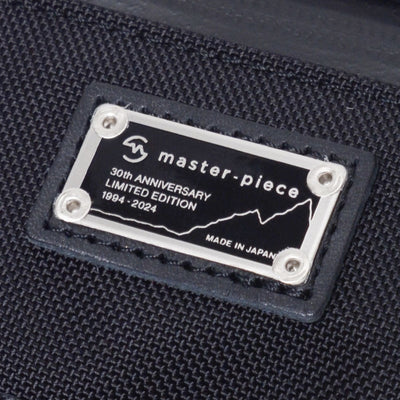 master-piece
30th ANNIVERSARY
LIMITED EDITION
1994 - 2024
MADE IN JAPAN